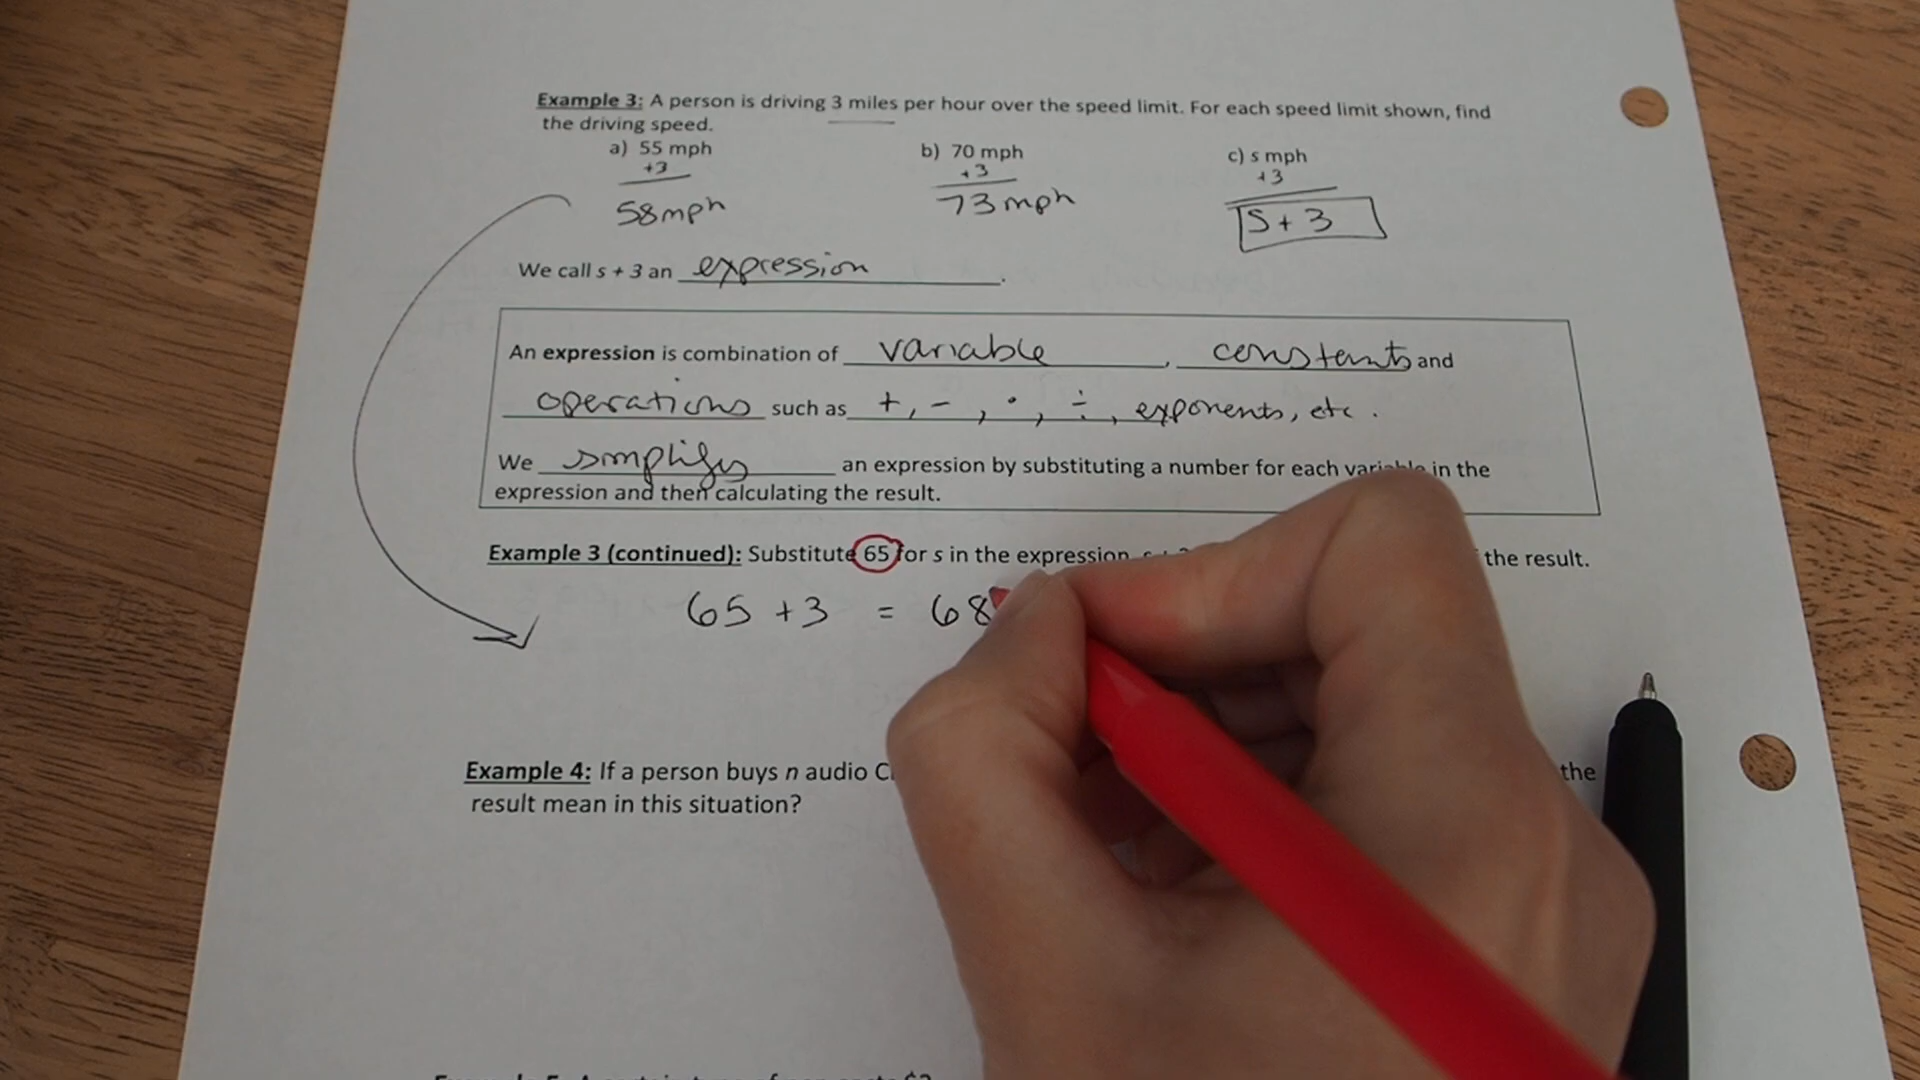 Example 3: A person is driving 3 miles per hour over the speed limit. For each speed limit shown, find
the driving speed.
a) 55 mph b) 70 mph c) s mph
+3 +3 +3
58mph 73mph S + 3
We call s + 3 an expression.
An expression is combination of variable, constants and
operations such as +, -, ·, ÷, exponents, etc.
We simplify an expression by substituting a number for each variable in the
expression and then calculating the result.
Example 3 (continued): Substitute 65 for s in the expression the result.
65 + 3 = 68
Example 4: If a person buys n audio the
result mean in this situation?